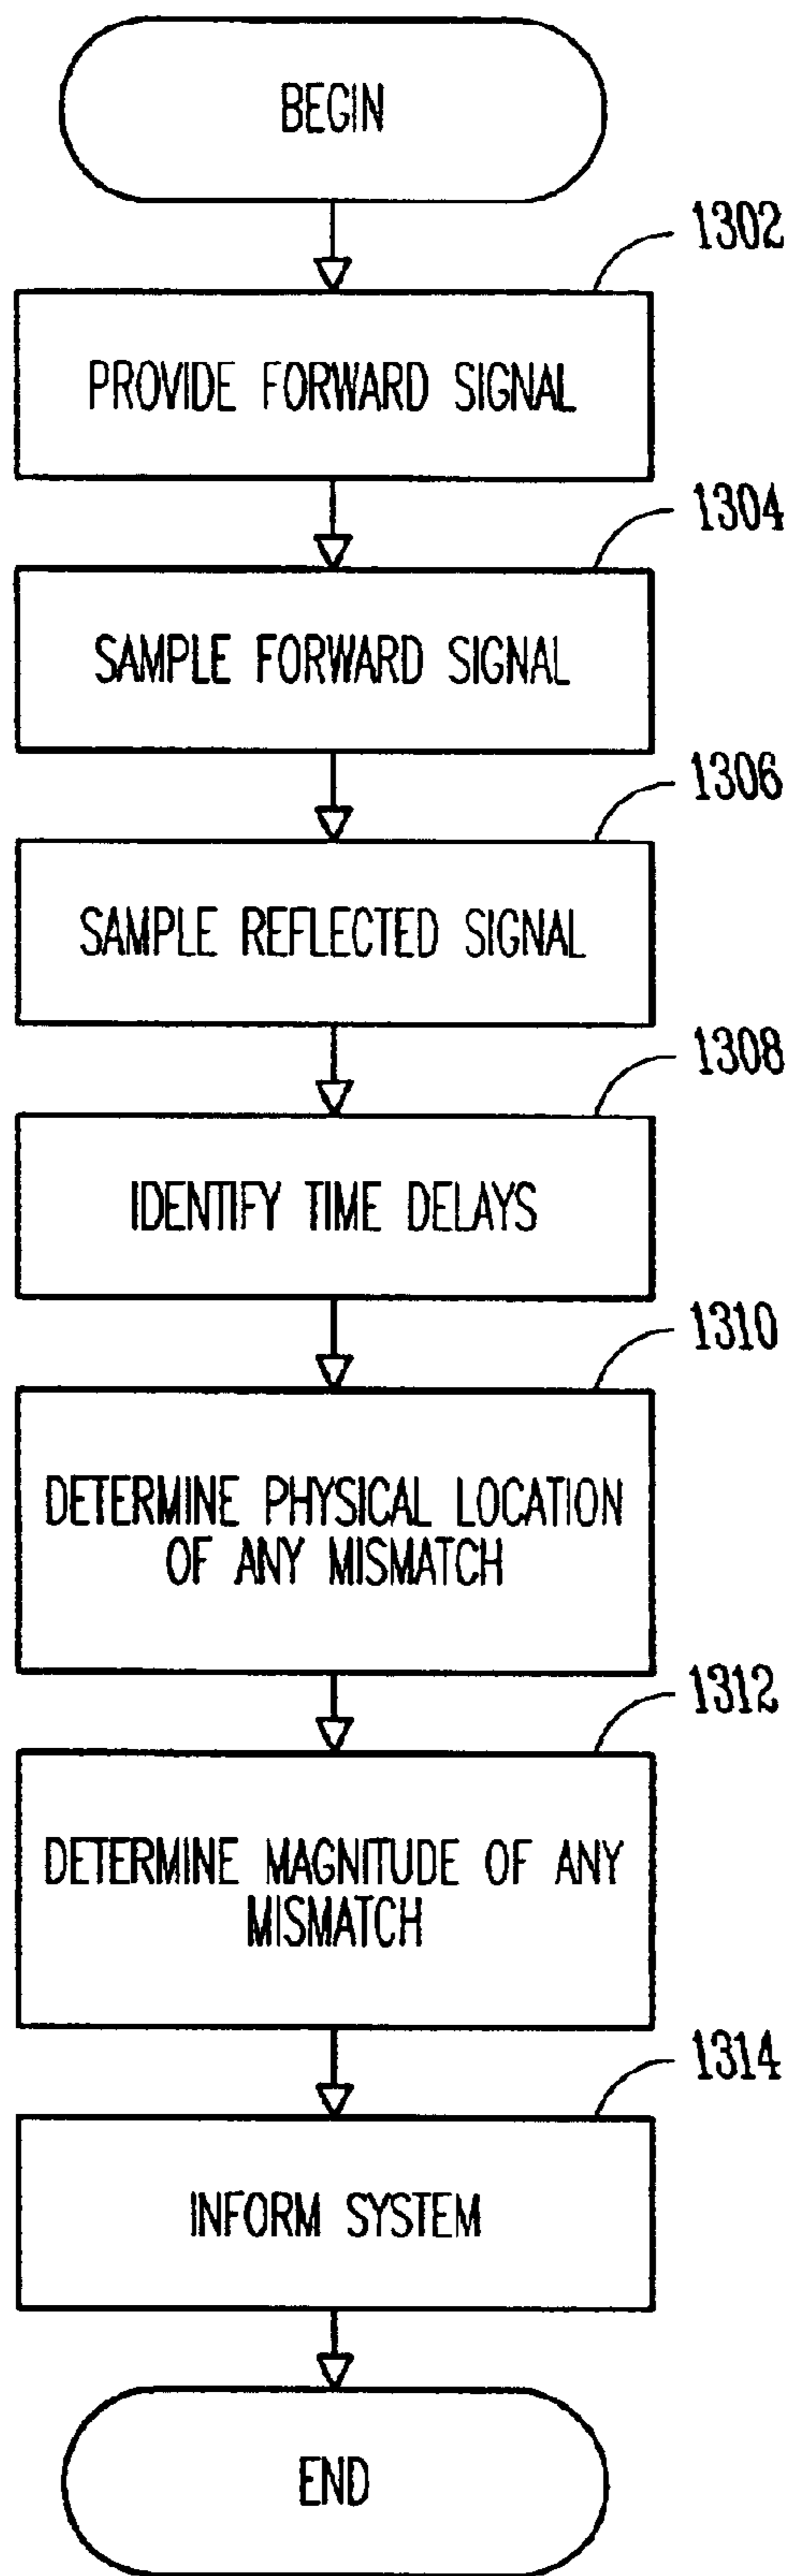 BEGIN
1302
PROVIDE FORWARD SIGNAL
1304
SAMPLE FORWARD SIGNAL
1306
SAMPLE REFLECTED SIGNAL
1308
IDENTIFY TIME DELAYS
1310
DETERMINE PHYSICAL LOCATION
OF ANY MISMATCH
1312
DETERMINE MAGNITUDE OF ANY
MISMATCH
1314
INFORM SYSTEM
END